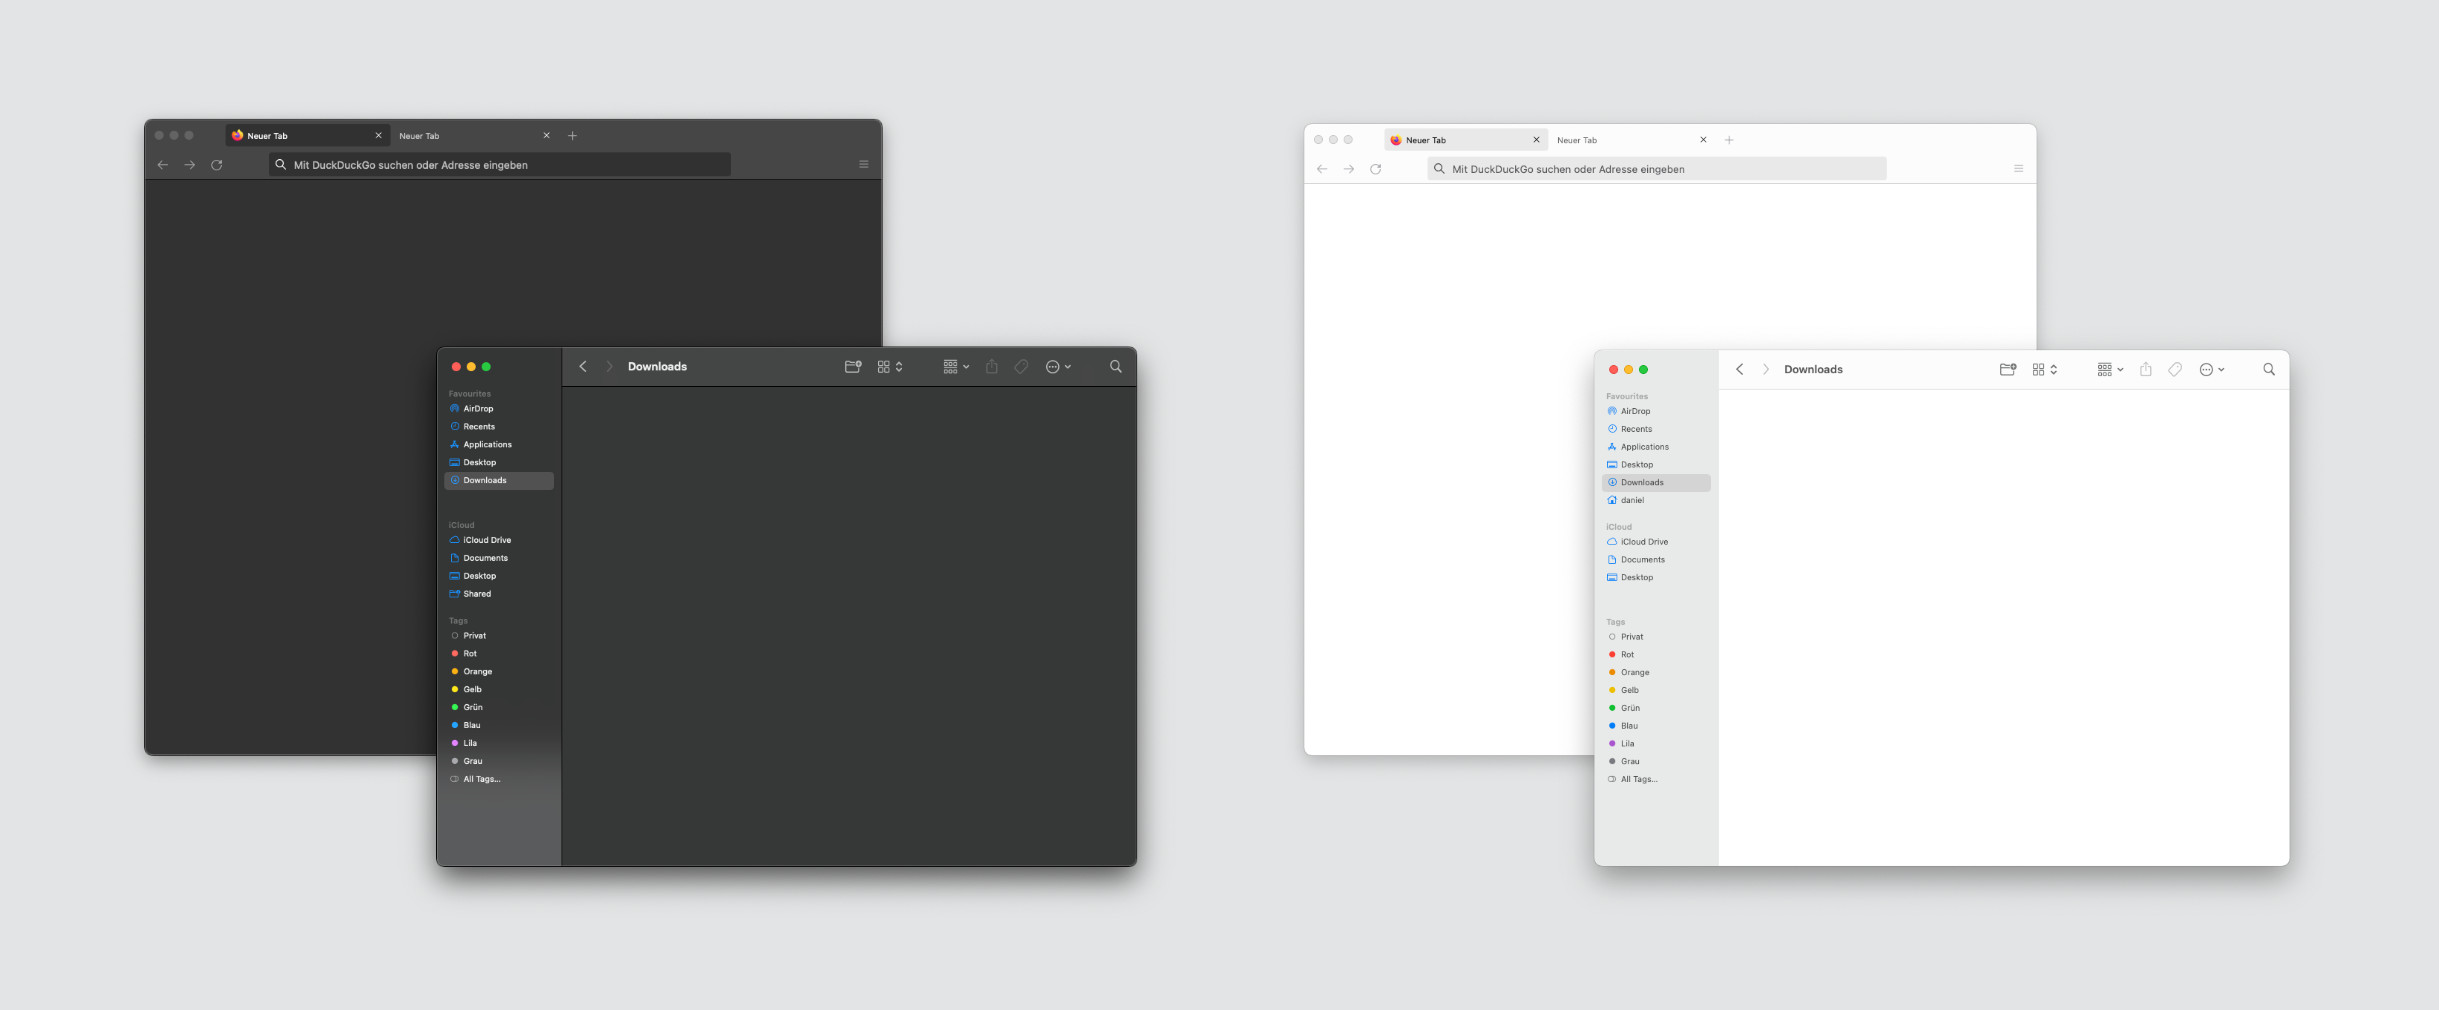 Neuer Tab
Neuer Tab
Mit DuckDuckGo suchen oder Adresse eingeben
Downloads
Favourites
AirDrop
Recents
Applications
Desktop
Downloads
iCloud
iCloud Drive
Documents
Desktop
Shared
Tags
Privat
Rot
Orange
Gelb
Grün
Blau
Lila
Grau
All Tags...
Neuer Tab
Neuer Tab
Mit DuckDuckGo suchen oder Adresse eingeben
Downloads
Favourites
AirDrop
Recents
Applications
Desktop
Downloads
daniel
iCloud
iCloud Drive
Documents
Desktop
Tags
Privat
Rot
Orange
Gelb
Grün
Blau
Lila
Grau
All Tags...